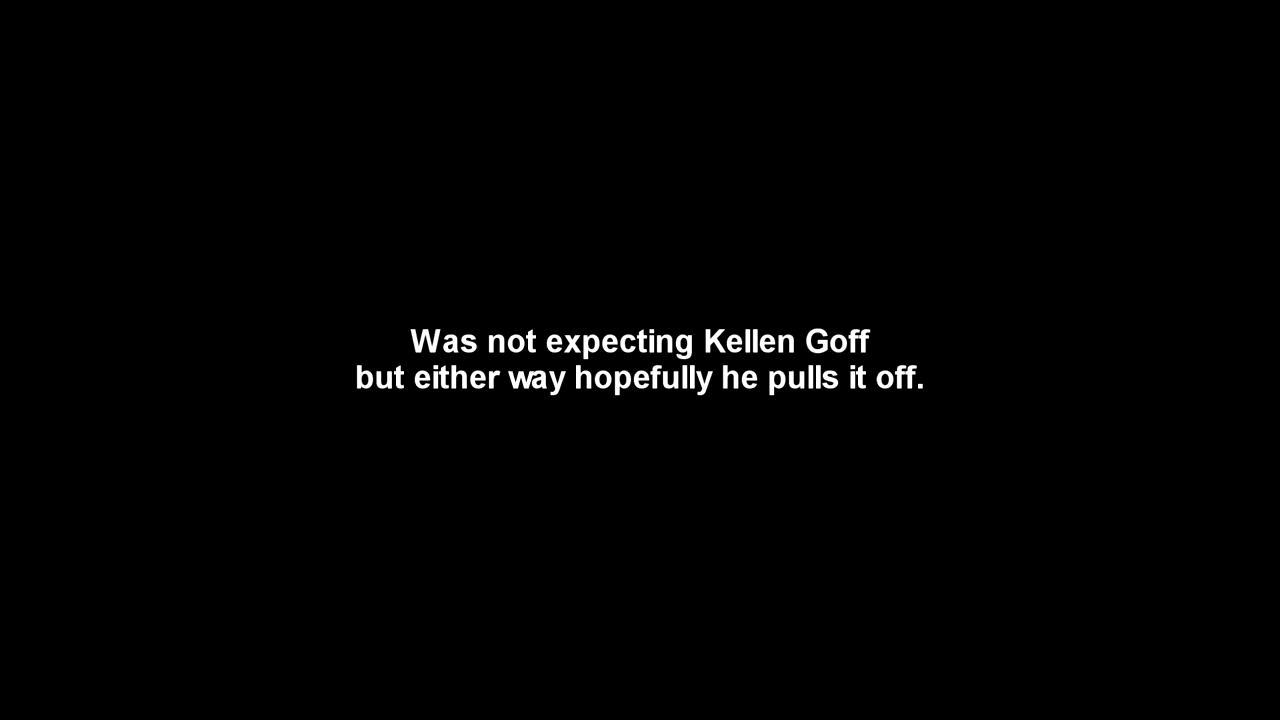 Was not expecting Kellen Goff
but either way hopefully he pulls it off.